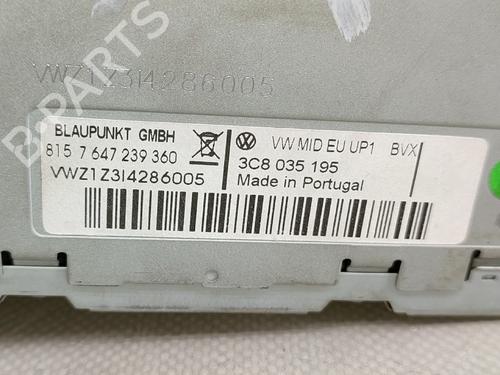 B-PARTS
VWZ1Z3I4286005
BLAUPUNKT GMBH
815 7 647 239 360
VWZ1Z3I4286005
VW MID EU UP1 BVX
3C8 035 195
Made in Portugal